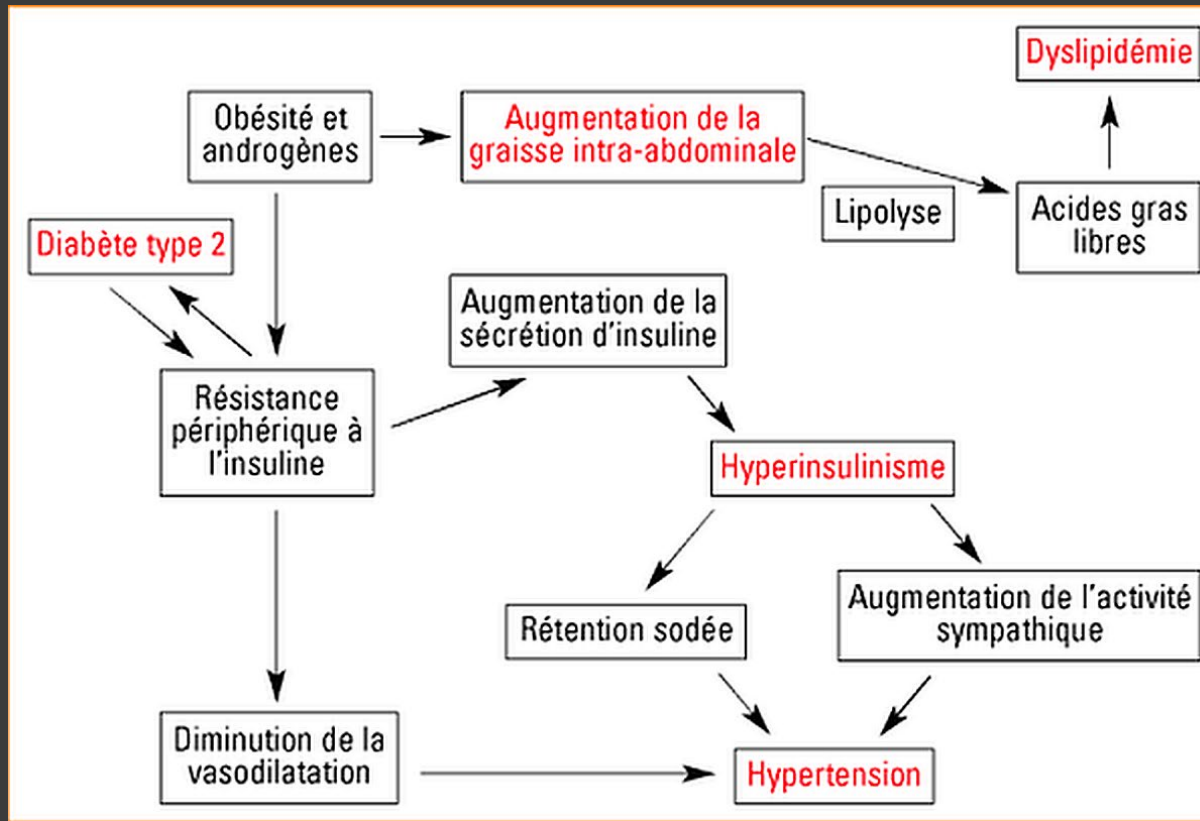 Dyslipidémie
Obésité et
androgènes
Augmentation de la
graisse intra-abdominale
Lipolyse
Acides gras
libres
Diabète type 2
Augmentation de la
sécrétion d'insuline
Résistance
périphérique à
l'insuline
Hyperinsulinisme
Rétention sodée
Augmentation de l'activité
sympathique
Diminution de la
vasodilatation
Hypertension